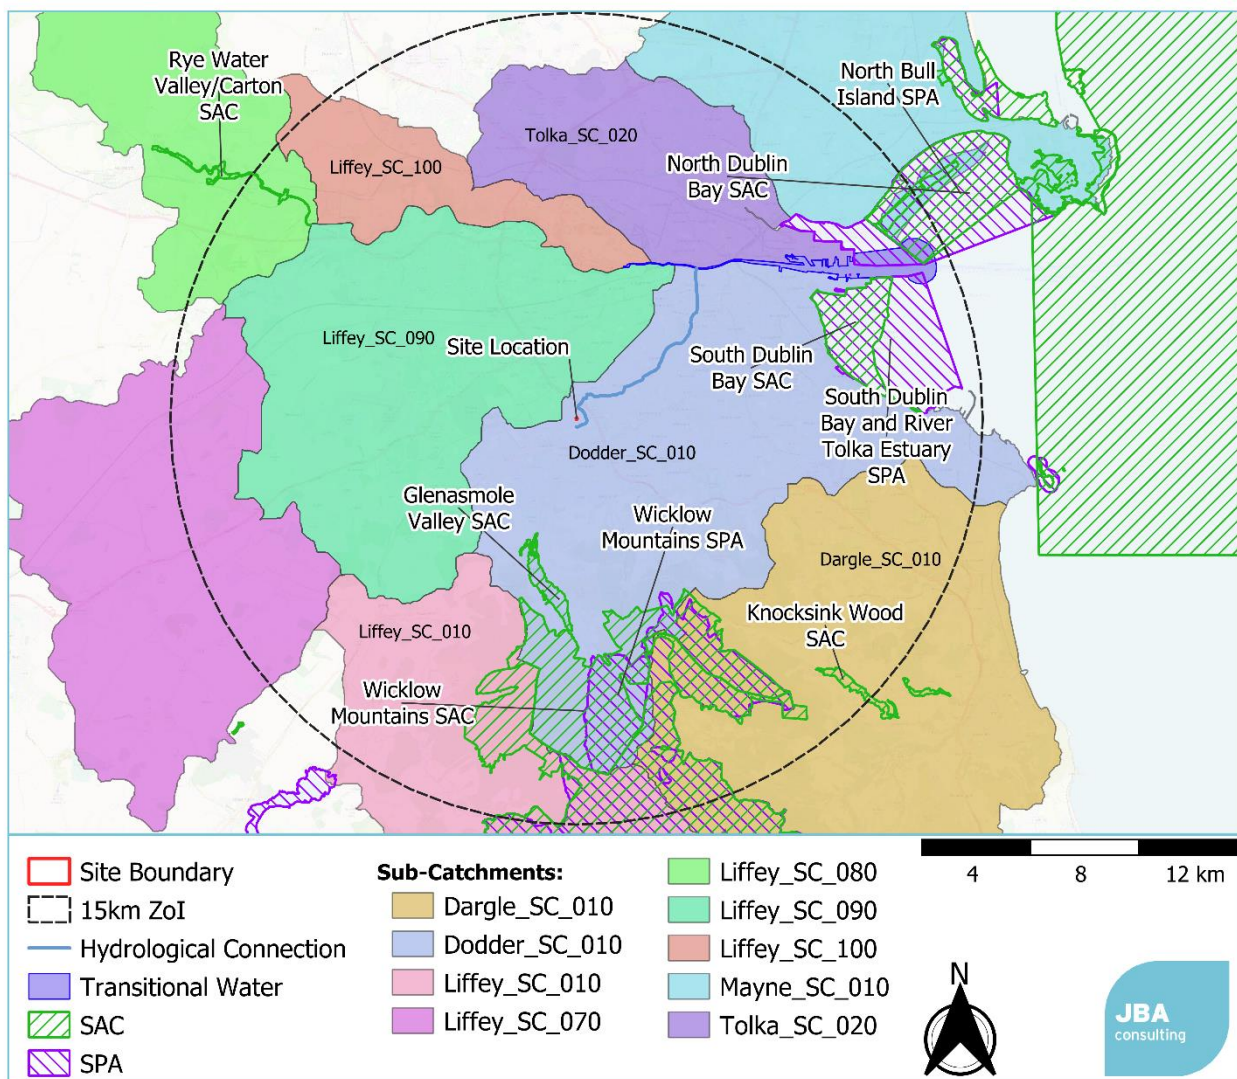 Rye Water
Valley/Carton
SAC
North Bull
Island SPA
Tolka_SC_020
Liffey_SC_100
North Dublin
Bay SAC
Liffey_SC_090
Site Location
South Dublin
Bay SAC
South Dublin
Bay and River
Tolka Estuary
SPA
Dodder_SC_010
Glenasmole
Valley SAC
Wicklow
Mountains SPA
Dargle_SC_010
Knocksink Wood
SAC
Liffey_SC_010
Wicklow
Mountains SAC
Site Boundary
15km ZoI
Hydrological Connection
Transitional Water
SAC
SPA
Sub-Catchments:
Dargle_SC_010
Dodder_SC_010
Liffey_SC_010
Liffey_SC_070
Liffey_SC_080
Liffey_SC_090
Liffey_SC_100
Mayne_SC_010
Tolka_SC_020
4 8 12 km
N
JBA
consulting